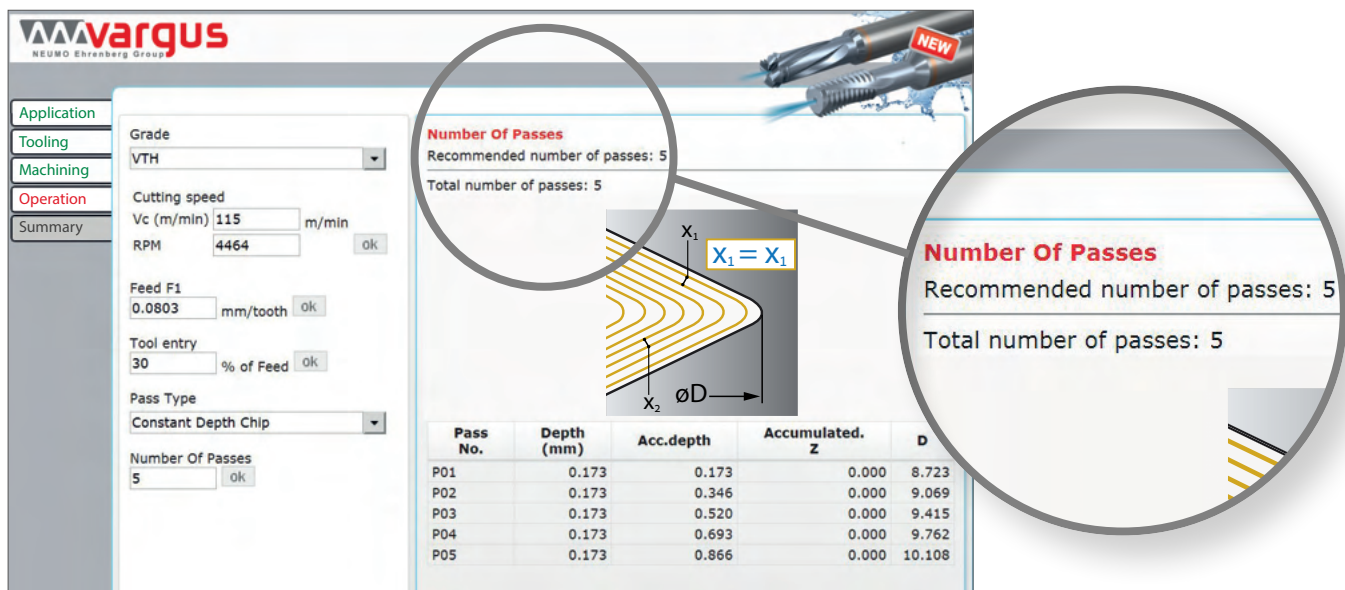 vargus
NEUMO Ehrenberg Group
NEW
Application
Tooling
Machining
Operation
Summary
Grade
VTH
Cutting speed
Vc (m/min) 115 m/min
RPM 4464 ok
Feed F1
0.0803 mm/tooth ok
Tool entry
30 % of Feed ok
Pass Type
Constant Depth Chip
Number Of Passes
5 ok
Number Of Passes
Recommended number of passes: 5
Total number of passes: 5
x₁
x₁ = x₁
x₂
øD
Pass No. Depth (mm) Acc.depth Accumulated. Z D
P01 0.173 0.173 0.000 8.723
P02 0.173 0.346 0.000 9.069
P03 0.173 0.520 0.000 9.415
P04 0.173 0.693 0.000 9.762
P05 0.173 0.866 0.000 10.108
Number Of Passes
Recommended number of passes: 5
Total number of passes: 5